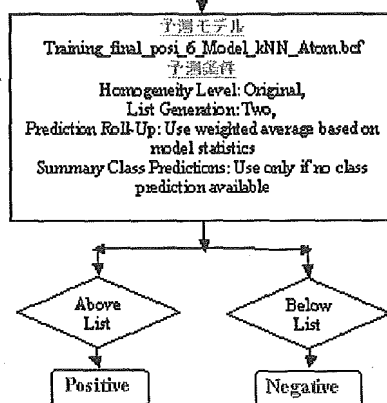 予測モデル
Training_final_posi_6_Model_kNN_Atom.bcf
予測条件
Homogeneity Level: Original,
List Generation: Two,
Prediction Roll-Up: Use weighted average based on
model statistics
Summary Class Predictions: Use only if no class
prediction available
Above
List
Below
List
Positive
Negative